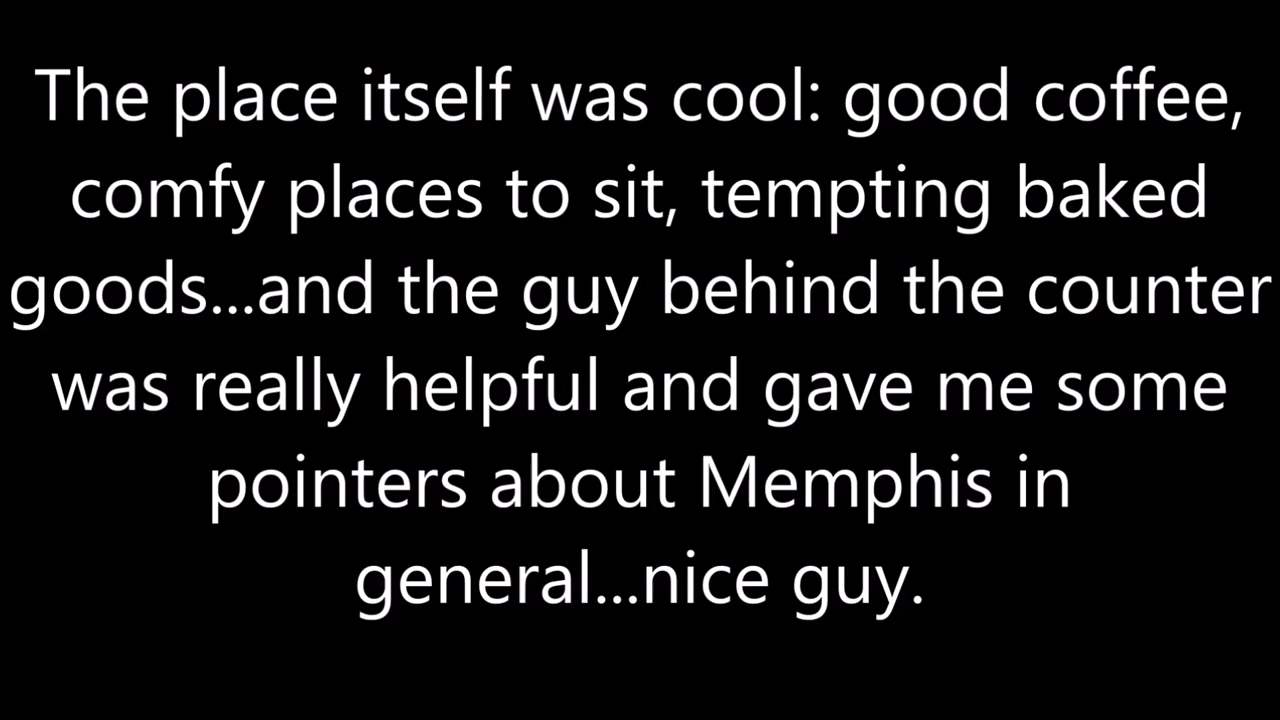 The place itself was cool: good coffee,
comfy places to sit, tempting baked
goods...and the guy behind the counter
was really helpful and gave me some
pointers about Memphis in
general...nice guy.